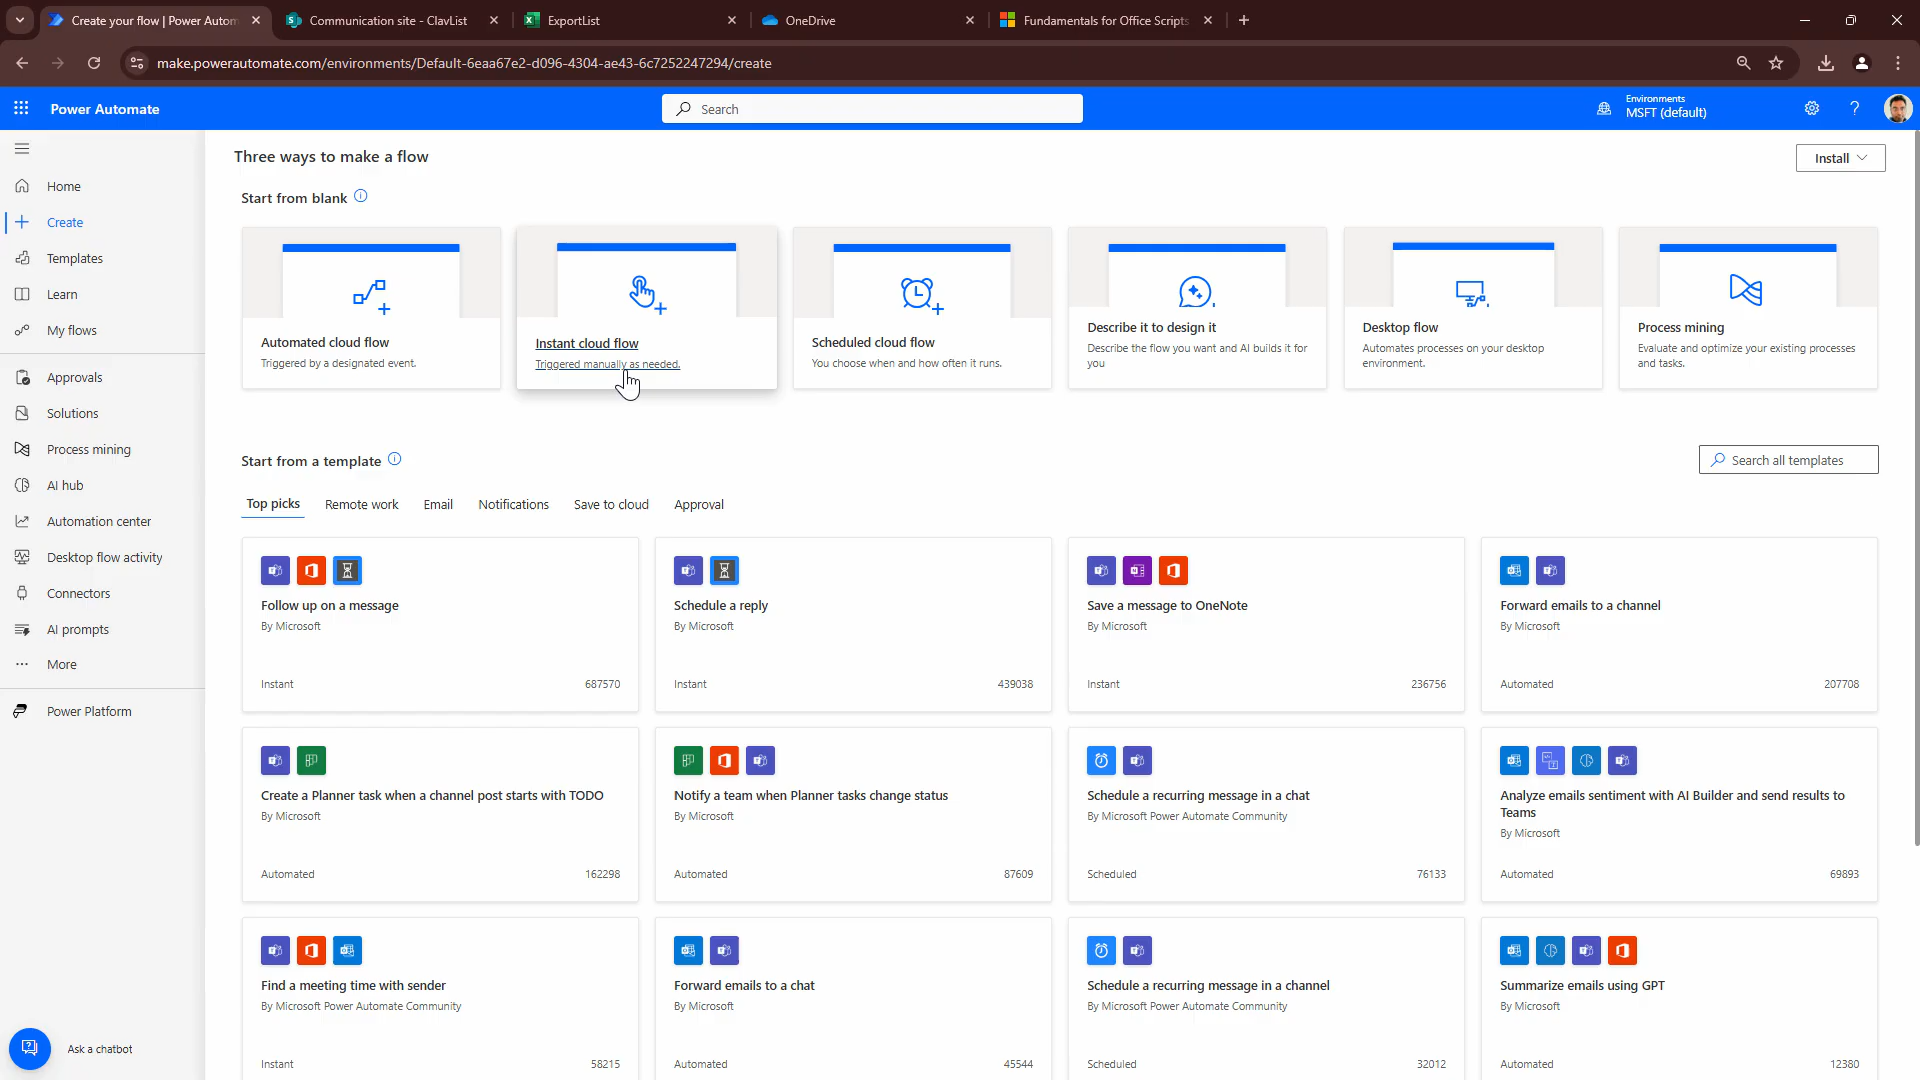 Create your flow | Power Autom
Communication site - ClavList
ExportList
OneDrive
Fundamentals for Office Scripts
make.powerautomate.com/environments/Default-6eaa67e2-d096-4304-ae43-6c7252247294/create
Power Automate
Search
Environments
MSFT (default)
Home
Create
Templates
Learn
My flows
Approvals
Solutions
Process mining
AI hub
Automation center
Desktop flow activity
Connectors
AI prompts
More
Power Platform
Ask a chatbot
Three ways to make a flow
Install
Start from blank
Automated cloud flow
Triggered by a designated event.
Instant cloud flow
Triggered manually as needed.
Scheduled cloud flow
You choose when and how often it runs.
Describe it to design it
Describe the flow you want and AI builds it for
you
Desktop flow
Automates processes on your desktop
environment.
Process mining
Evaluate and optimize your existing processes
and tasks.
Start from a template
Search all templates
Top picks
Remote work
Email
Notifications
Save to cloud
Approval
Follow up on a message
By Microsoft
Instant
687570
Schedule a reply
By Microsoft
Instant
439038
Save a message to OneNote
By Microsoft
Instant
236756
Forward emails to a channel
By Microsoft
Automated
207708
Create a Planner task when a channel post starts with TODO
By Microsoft
Automated
162298
Notify a team when Planner tasks change status
By Microsoft
Automated
87609
Schedule a recurring message in a chat
By Microsoft Power Automate Community
Scheduled
76133
Analyze emails sentiment with AI Builder and send results to
Teams
By Microsoft
Automated
69893
Find a meeting time with sender
By Microsoft Power Automate Community
Instant
58215
Forward emails to a chat
By Microsoft
Automated
45544
Schedule a recurring message in a channel
By Microsoft Power Automate Community
Scheduled
32012
Summarize emails using GPT
By Microsoft
Automated
12380